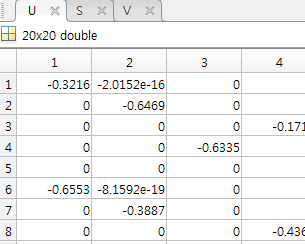 U S V
20x20 double
1 2 3 4
1 -0.3216 -2.0152e-16 0
2 0 -0.6469 0
3 0 0 0 -0.171
4 0 0 -0.6335
5 0 0 0
6 -0.6553 -8.1592e-19 0
7 0 -0.3887 0
8 0 0 0 -0.436